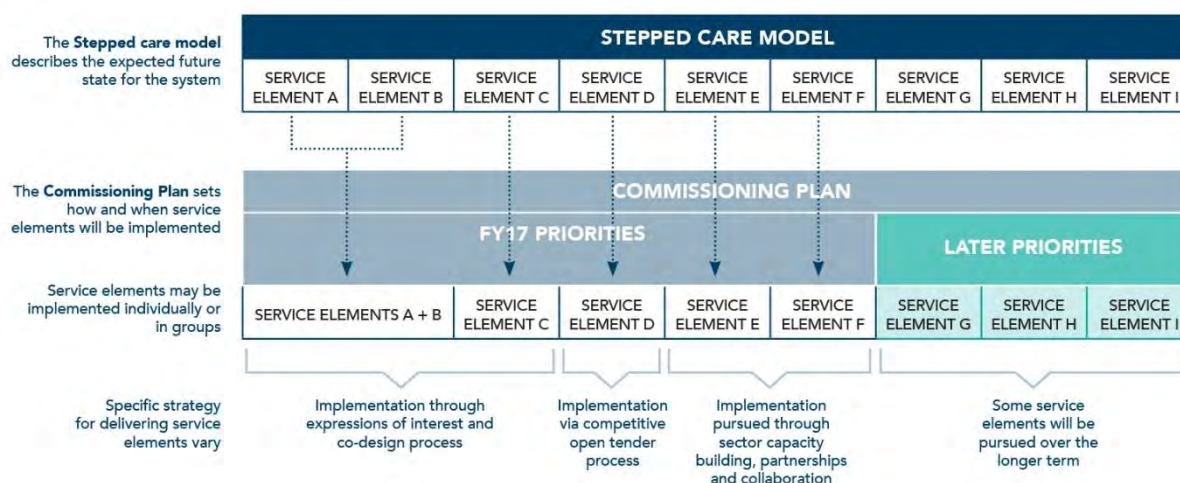 The Stepped care model
describes the expected future
state for the system
STEPPED CARE MODEL
SERVICE
ELEMENT A
SERVICE
ELEMENT B
SERVICE
ELEMENT C
SERVICE
ELEMENT D
SERVICE
ELEMENT E
SERVICE
ELEMENT F
SERVICE
ELEMENT G
SERVICE
ELEMENT H
SERVICE
ELEMENT I
The Commissioning Plan sets
how and when service
elements will be implemented
COMMISSIONING PLAN
FY17 PRIORITIES
LATER PRIORITIES
Service elements may be
implemented individually or
in groups
SERVICE ELEMENTS A + B
SERVICE
ELEMENT C
SERVICE
ELEMENT D
SERVICE
ELEMENT E
SERVICE
ELEMENT F
SERVICE
ELEMENT G
SERVICE
ELEMENT H
SERVICE
ELEMENT I
Specific strategy
for delivering service
elements vary
Implementation through
expressions of interest and
co-design process
Implementation
via competitive
open tender
process
Implementation
pursued through
sector capacity
building, partnerships
and collaboration
Some service
elements will be
pursued over the
longer term